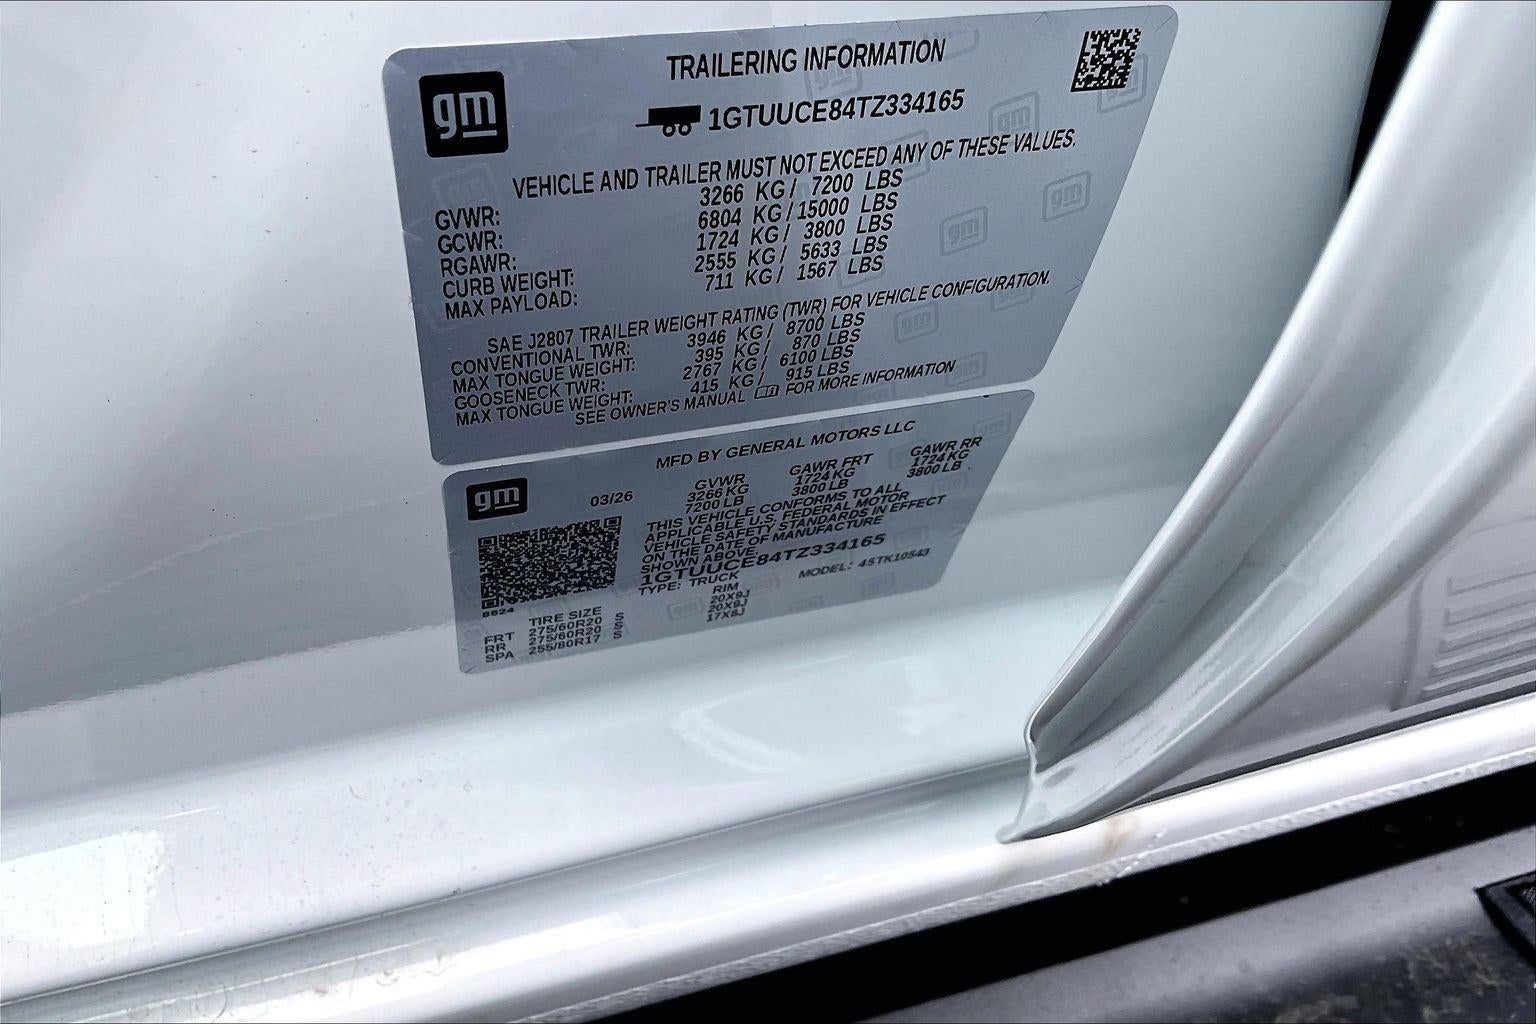 gm
TRAILERING INFORMATION
1GTUUCE84TZ334165
VEHICLE AND TRAILER MUST NOT EXCEED ANY OF THESE VALUES.
GVWR: 3266 KG/ 7200 LBS
GCWR: 6804 KG/ 15000 LBS
RGAWR: 1724 KG/ 3800 LBS
CURB WEIGHT: 2555 KG/ 5633 LBS
MAX PAYLOAD: 711 KG/ 1567 LBS
SAE J2807 TRAILER WEIGHT RATING (TWR) FOR VEHICLE CONFIGURATION.
CONVENTIONAL TWR: 3946 KG/ 8700 LBS
MAX TONGUE WEIGHT: 395 KG/ 870 LBS
GOOSENECK TWR: 2767 KG/ 6100 LBS
MAX TONGUE WEIGHT: 415 KG/ 915 LBS
SEE OWNER'S MANUAL FOR MORE INFORMATION
gm
MFD BY GENERAL MOTORS LLC
03/26
GVWR GAWR FRT GAWR RR
3266 KG 1724 KG 1724 KG
7200 LB 3800 LB 3800 LB
THIS VEHICLE CONFORMS TO ALL
APPLICABLE U.S. FEDERAL MOTOR
VEHICLE SAFETY STANDARDS IN EFFECT
ON THE DATE OF MANUFACTURE
SHOWN ABOVE.
1GTUUCE84TZ334165
TYPE: TRUCK MODEL: 4STK10543
8624
TIRE SIZE RIM
FRT 275/60R20 S 20X9J
RR 275/60R20 S 20X9J
SPA 255/80R17 S 17X8J